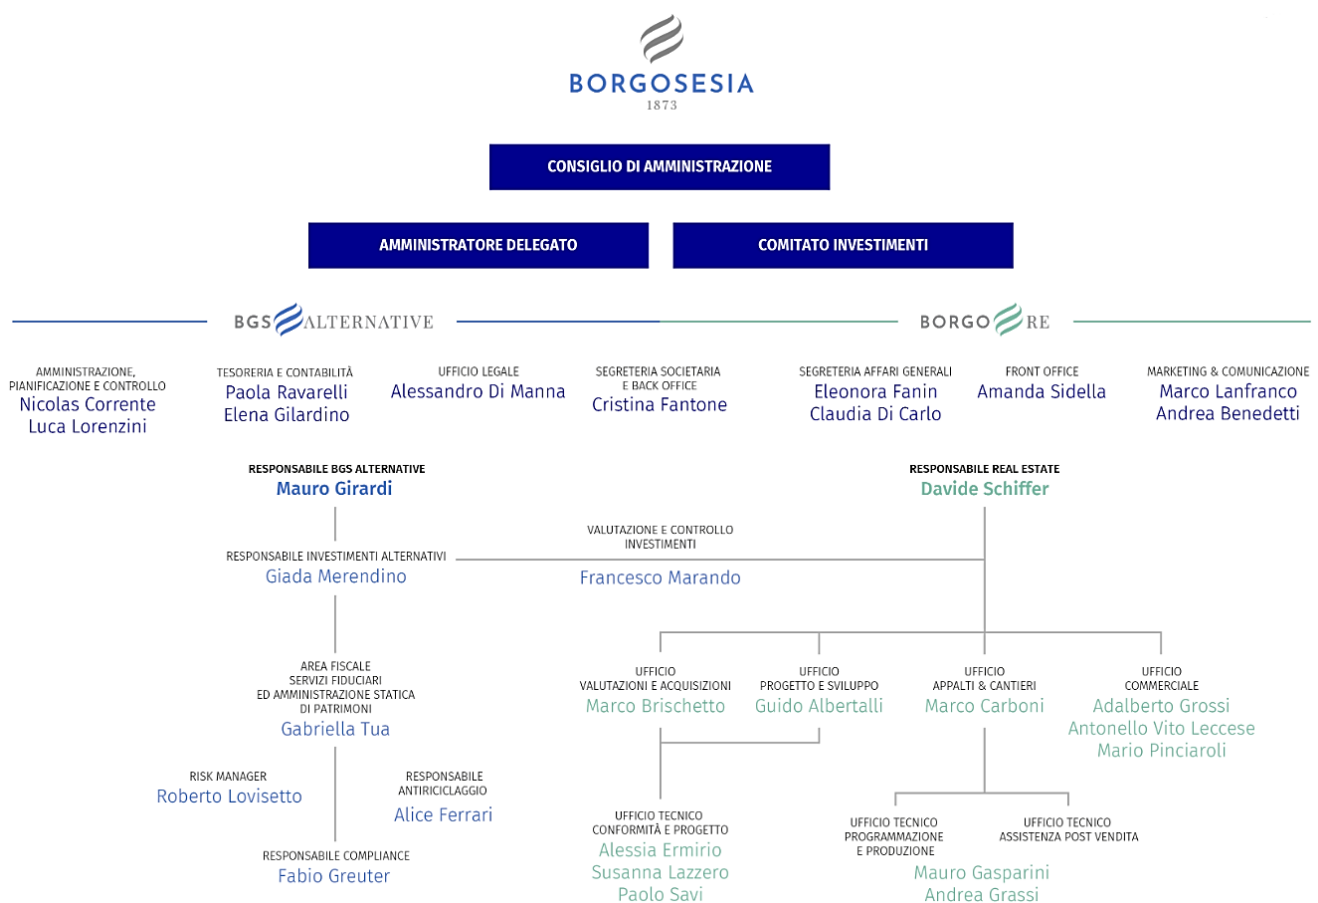 BORGOSESIA
1873
CONSIGLIO DI AMMINISTRAZIONE
AMMINISTRATORE DELEGATO
COMITATO INVESTIMENTI
BGS ALTERNATIVE
BORGO RE
AMMINISTRAZIONE,
PIANIFICAZIONE E CONTROLLO
Nicolas Corrente
Luca Lorenzini
TESORERIA E CONTABILITÀ
Paola Ravarelli
Elena Gilardino
UFFICIO LEGALE
Alessandro Di Manna
SEGRETERIA SOCIETARIA
E BACK OFFICE
Cristina Fantone
SEGRETERIA AFFARI GENERALI
Eleonora Fanin
Claudia Di Carlo
FRONT OFFICE
Amanda Sidella
MARKETING & COMUNICAZIONE
Marco Lanfranco
Andrea Benedetti
RESPONSABILE BGS ALTERNATIVE
Mauro Girardi
RESPONSABILE REAL ESTATE
Davide Schiffer
RESPONSABILE INVESTIMENTI ALTERNATIVI
Giada Merendino
VALUTAZIONE E CONTROLLO
INVESTIMENTI
Francesco Marando
AREA FISCALE
SERVIZI FIDUCIARI
ED AMMINISTRAZIONE STATICA
DI PATRIMONI
Gabriella Tua
UFFICIO
VALUTAZIONI E ACQUISIZIONI
Marco Brischetto
UFFICIO
PROGETTO E SVILUPPO
Guido Albertalli
UFFICIO
APPALTI & CANTIERI
Marco Carboni
UFFICIO
COMMERCIALE
Adalberto Grossi
Antonello Vito Leccese
Mario Pinciaroli
RISK MANAGER
Roberto Lovisetto
RESPONSABILE
ANTIRICICLAGGIO
Alice Ferrari
RESPONSABILE COMPLIANCE
Fabio Greuter
UFFICIO TECNICO
CONFORMITÀ E PROGETTO
Alessia Ermirio
Susanna Lazzero
Paolo Savi
UFFICIO TECNICO
PROGRAMMAZIONE
E PRODUZIONE
UFFICIO TECNICO
ASSISTENZA POST VENDITA
Mauro Gasparini
Andrea Grassi